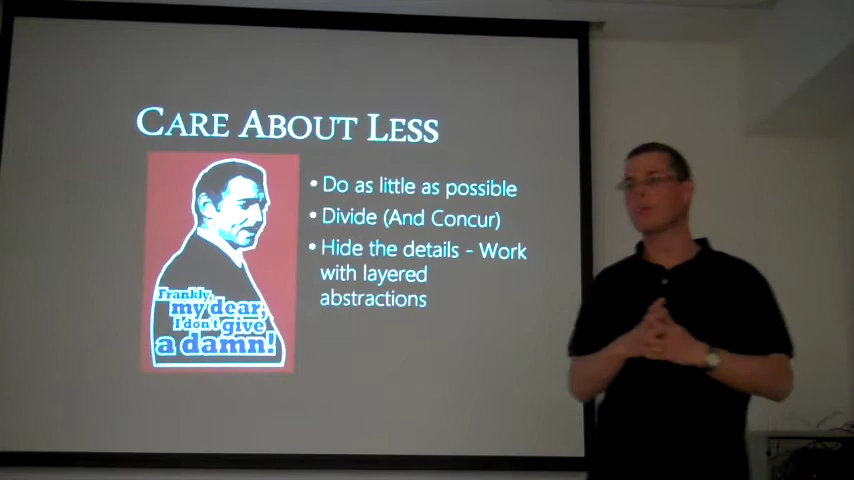 CARE ABOUT LESS
• Do as little as possible
• Divide (And Concur)
• Hide the details - Work
with layered
abstractions
Frankly,
my dear,
I don't give
a damn!